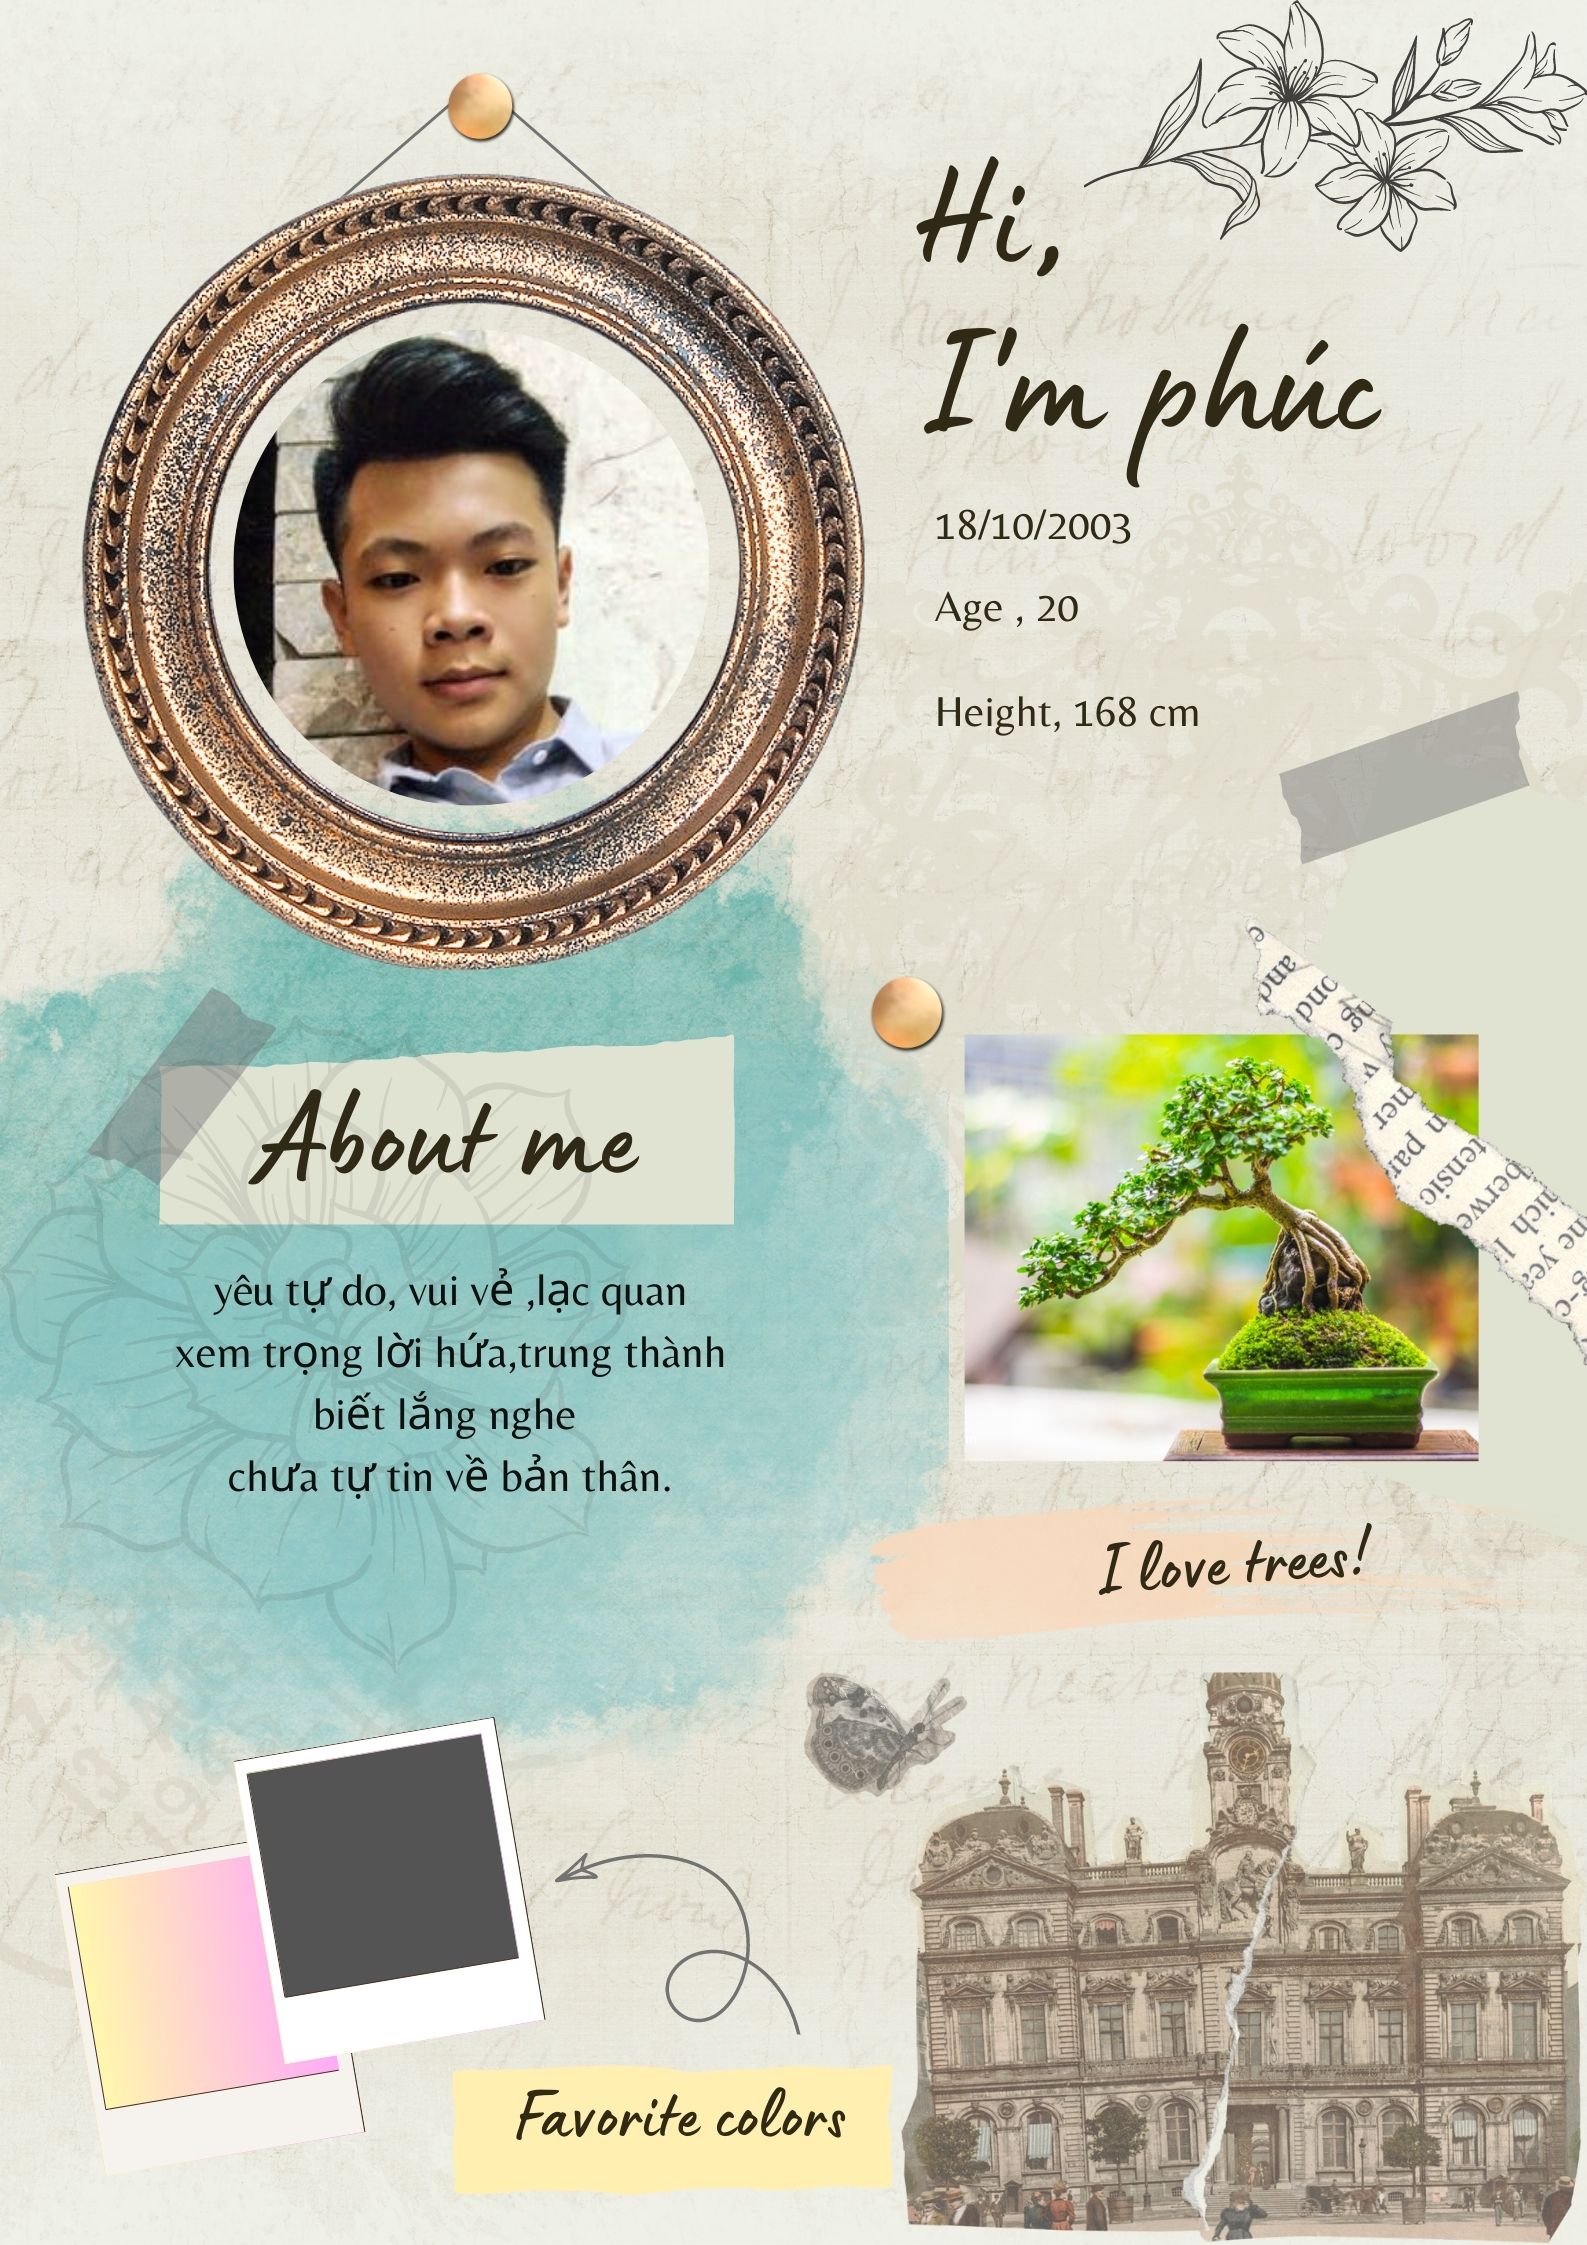 Hi,
I'm phúc
18/10/2003
Age , 20
Height, 168 cm
About me
yêu tự do, vui vẻ ,lạc quan
xem trọng lời hứa,trung thành
biết lắng nghe
chưa tự tin về bản thân.
I love trees!
Favorite colors